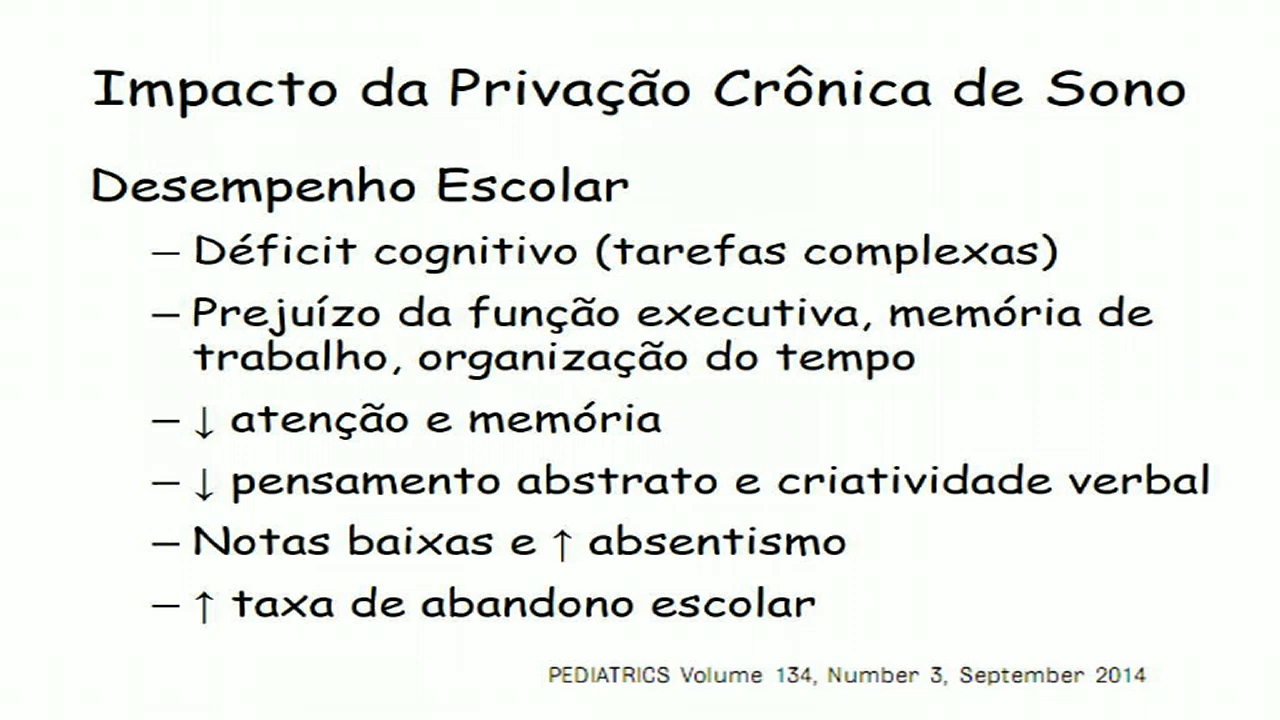 Impacto da Privação Crônica de Sono
Desempenho Escolar
– Déficit cognitivo (tarefas complexas)
– Prejuízo da função executiva, memória de
trabalho, organização do tempo
– ↓ atenção e memória
– ↓ pensamento abstrato e criatividade verbal
– Notas baixas e ↑ absentismo
– ↑ taxa de abandono escolar
PEDIATRICS Volume 134, Number 3, September 2014